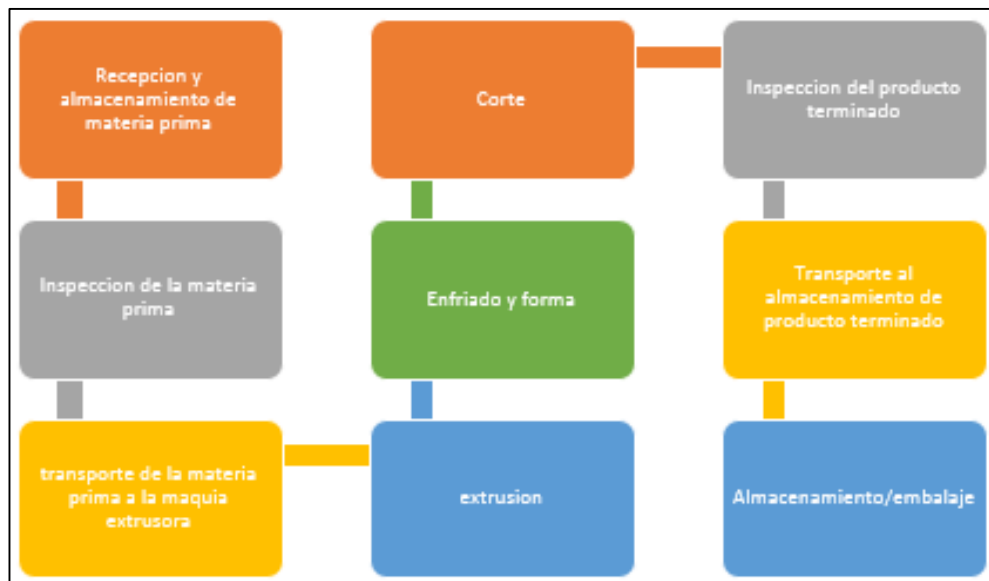 Recepcion y
almacenamiento de
materia prima
Inspeccion de la materia
prima
transporte de la materia
prima a la maquia
extrusora
extrusion
Enfriado y forma
Corte
Inspeccion del producto
terminado
Transporte al
almacenamiento de
producto terminado
Almacenamiento/embalaje